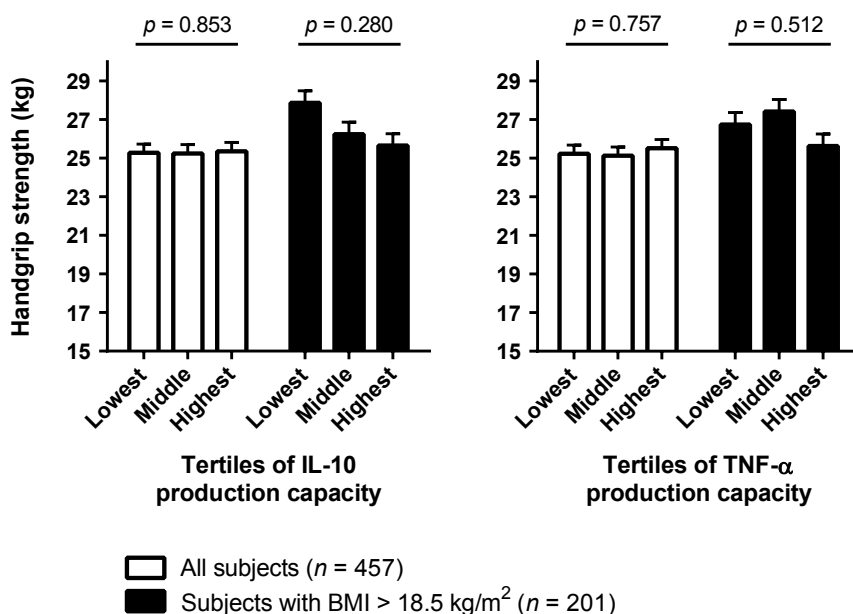 p = 0.853 p = 0.280 p = 0.757 p = 0.512
Handgrip strength (kg)
29
27
25
23
21
19
17
15
29
27
25
23
21
19
17
15
Lowest Middle Highest Lowest Middle Highest
Lowest Middle Highest Lowest Middle Highest
Tertiles of IL-10
production capacity
Tertiles of TNF-α
production capacity
All subjects (n = 457)
Subjects with BMI > 18.5 kg/m² (n = 201)